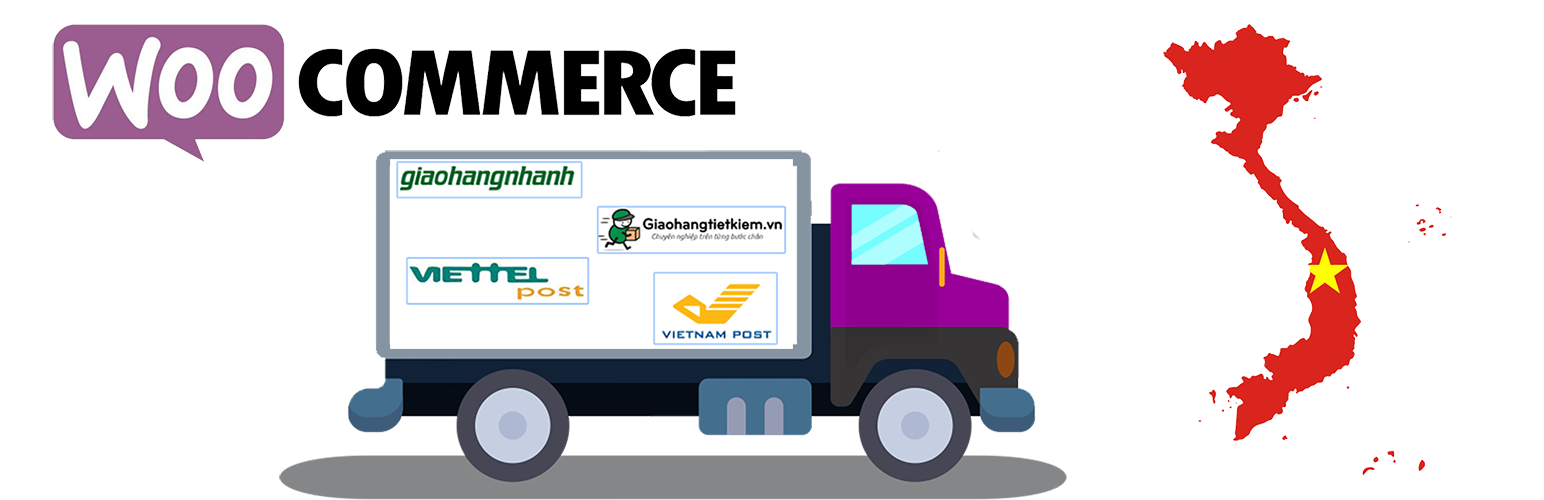 WOO COMMERCE
giaohangnhanh
Giaohangtietkiem.vn
Chuyên nghiệp trên từng bước chân
VIETTEL
post
VIETNAM POST